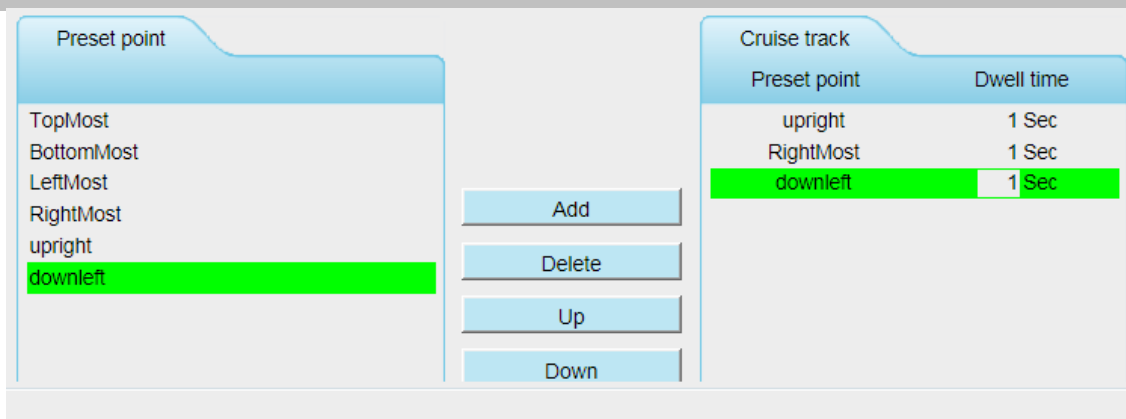 Preset point
TopMost
BottomMost
LeftMost
RightMost
upright
downleft
Add
Delete
Up
Down
Cruise track
Preset point Dwell time
upright 1 Sec
RightMost 1 Sec
downleft 1 Sec